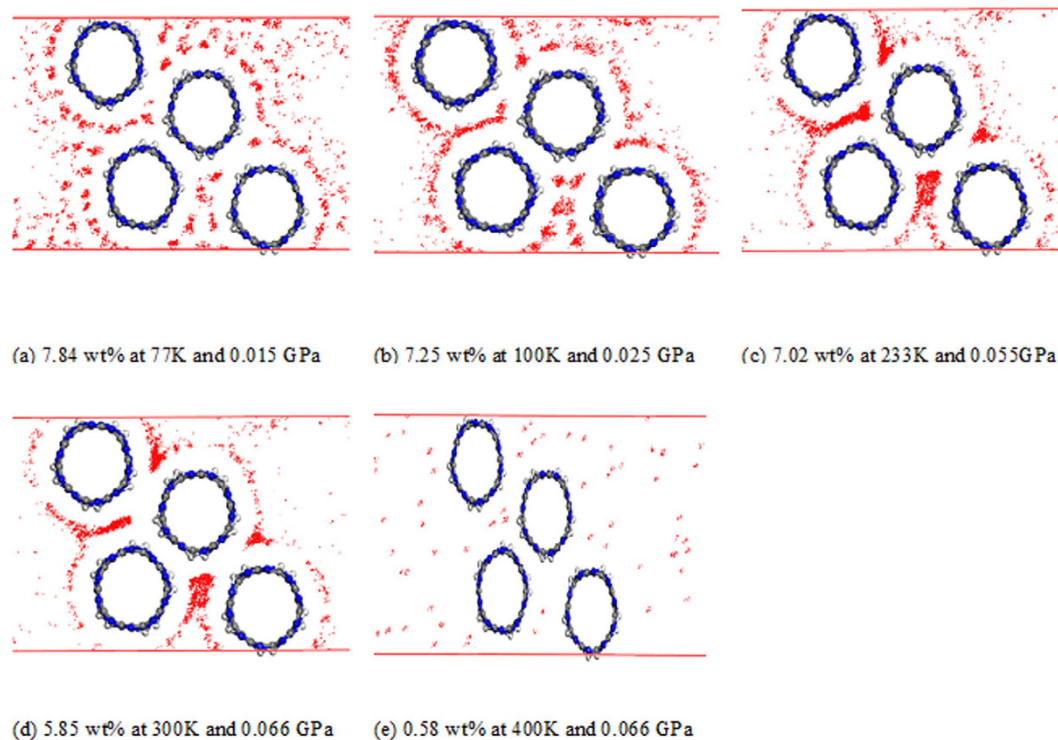 (a) 7.84 wt% at 77K and 0.015 GPa
(b) 7.25 wt% at 100K and 0.025 GPa
(c) 7.02 wt% at 233K and 0.055GPa
(d) 5.85 wt% at 300K and 0.066 GPa
(e) 0.58 wt% at 400K and 0.066 GPa